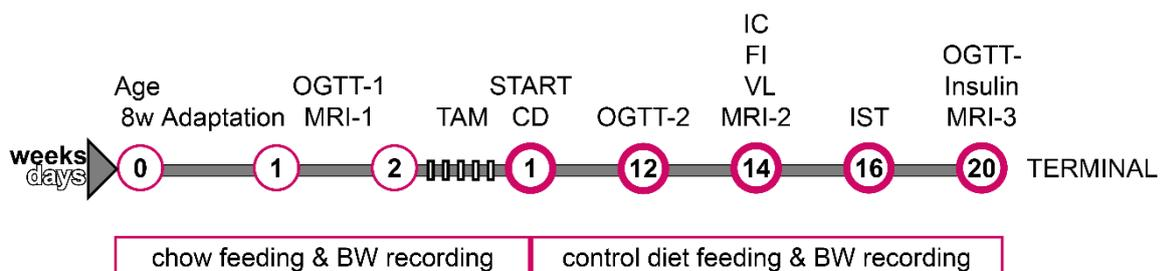 IC
FI
OGTT-
Age
OGTT-1
START
VL
Insulin
8w Adaptation
MRI-1
TAM
CD
OGTT-2
MRI-2
IST
MRI-3
weeks
days
0
1
2
1
12
14
16
20
TERMINAL
chow feeding & BW recording
control diet feeding & BW recording